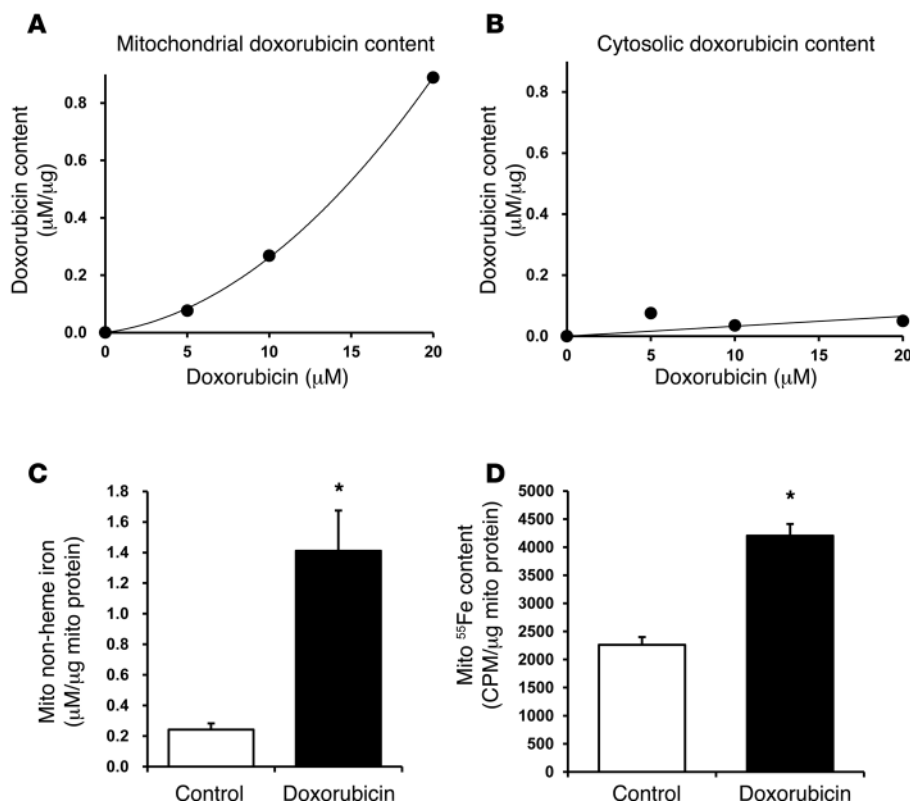 A
Mitochondrial doxorubicin content
Doxorubicin content
(μM/μg)
0.8
0.6
0.4
0.2
0.0
0
5
10
15
20
Doxorubicin (μM)
B
Cytosolic doxorubicin content
Doxorubicin content
(μM/μg)
0.8
0.6
0.4
0.2
0.0
0
5
10
15
20
Doxorubicin (μM)
C
Mito non-heme iron
(μM/μg mito protein)
1.8
1.6
1.4
1.2
1.0
0.8
0.6
0.4
0.2
0.0
*
Control
Doxorubicin
D
Mito ⁵⁵Fe content
(CPM/μg mito protein)
5000
4500
4000
3500
3000
2500
2000
1500
1000
500
0
*
Control
Doxorubicin